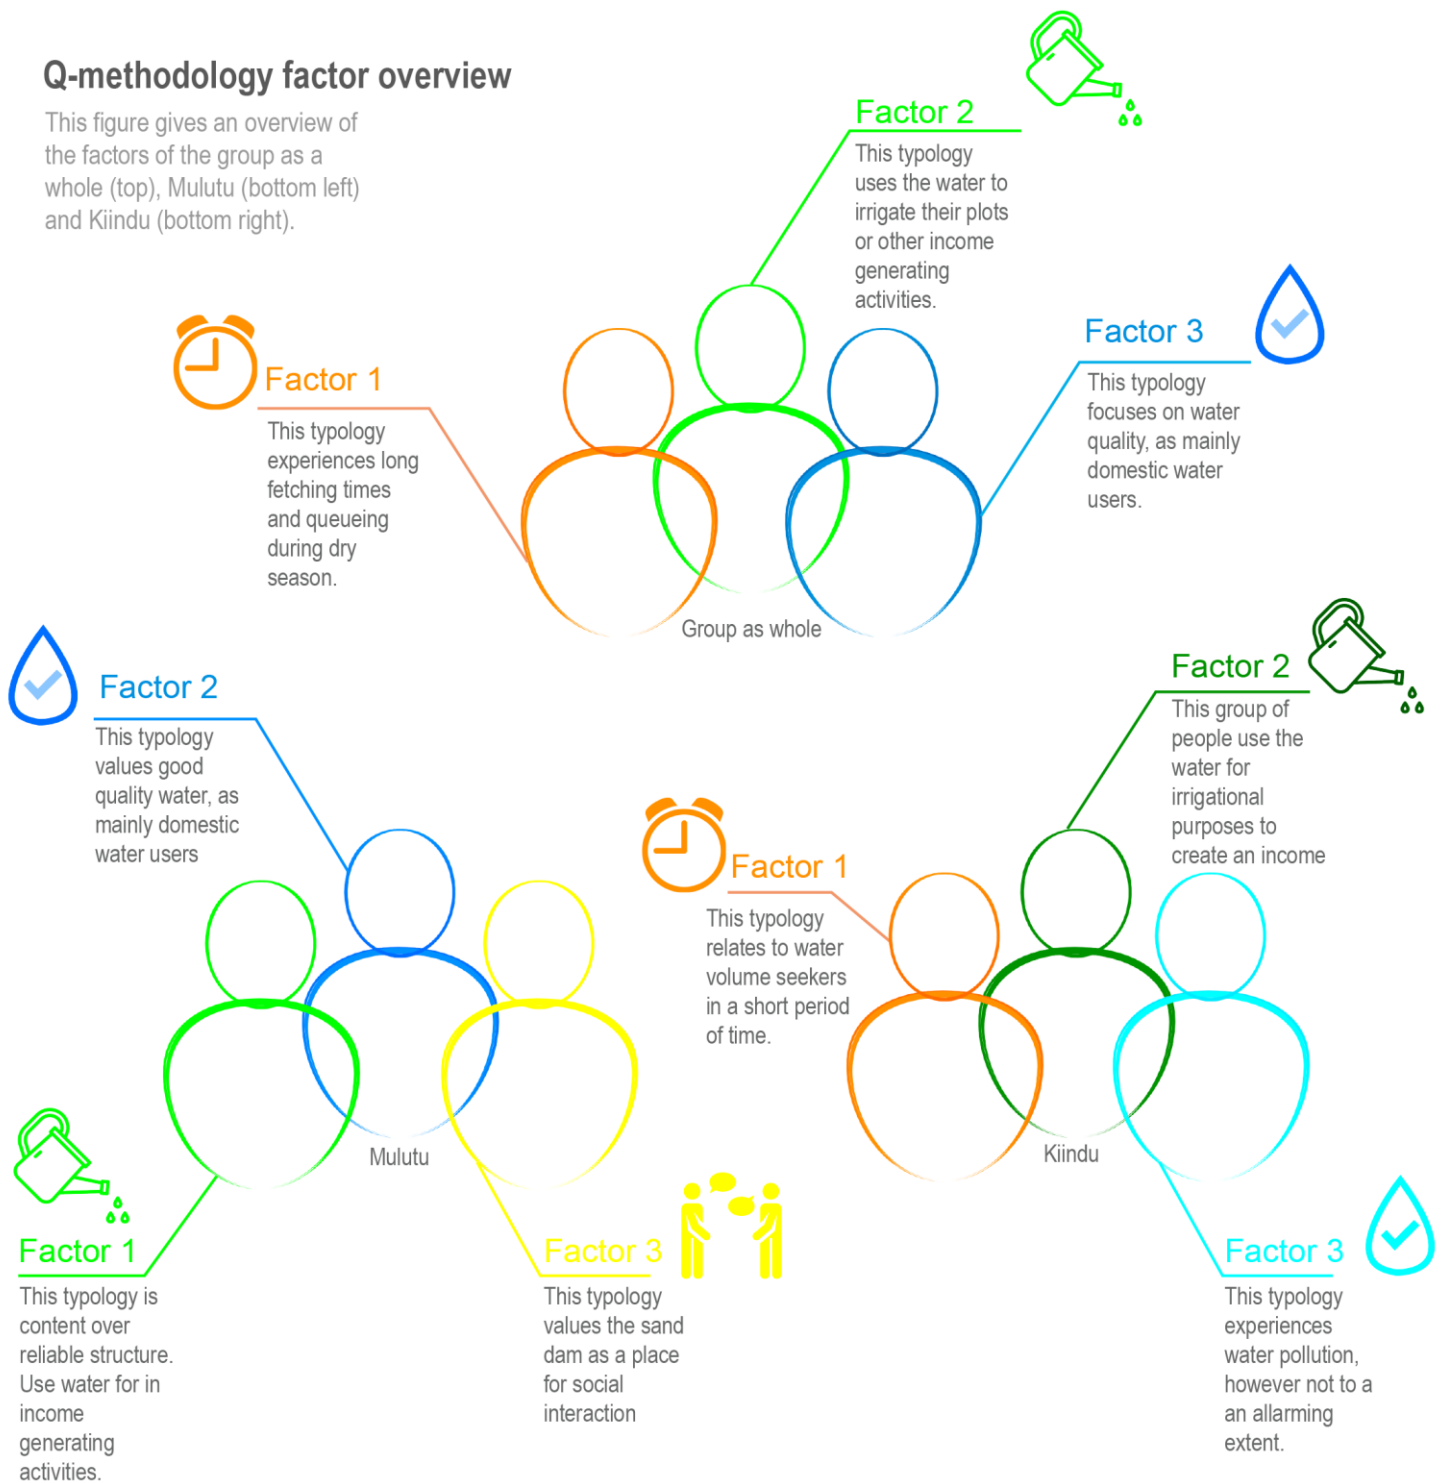 Q-methodology factor overview
This figure gives an overview of
the factors of the group as a
whole (top), Mulutu (bottom left)
and Kiindu (bottom right).
Factor 2
This typology
uses the water to
irrigate their plots
or other income
generating
activities.
Factor 3
This typology
focuses on water
quality, as mainly
domestic water
users.
Factor 1
This typology
experiences long
fetching times
and queueing
during dry
season.
Group as whole
Factor 2
This typology
values good
quality water, as
mainly domestic
water users
Factor 2
This group of
people use the
water for
irrigational
purposes to
create an income
Factor 1
This typology
relates to water
volume seekers
in a short period
of time.
Mulutu
Kiindu
Factor 1
This typology is
content over
reliable structure.
Use water for in
income
generating
activities.
Factor 3
This typology
values the sand
dam as a place
for social
interaction
Factor 3
This typology
experiences
water pollution,
however not to a
an allarming
extent.